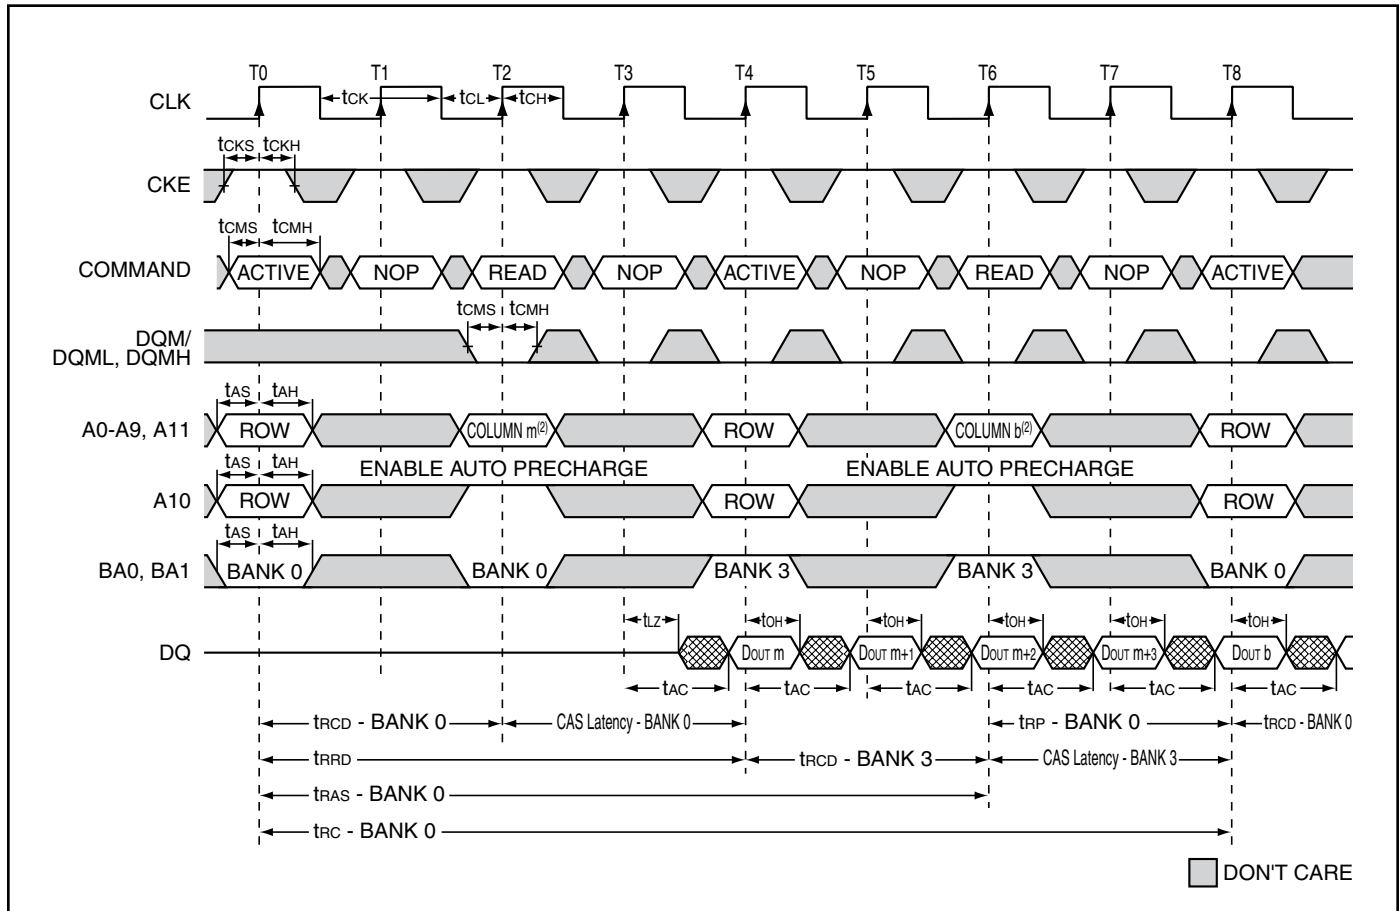 T0 T1 T2 T3 T4 T5 T6 T7 T8
CLK tCK tCL tCH
tCKS tCKH
CKE
tCMS tCMH
COMMAND ACTIVE NOP READ NOP ACTIVE NOP READ NOP ACTIVE
tCMS tCMH
DQM/
DQML, DQMH
tAS tAH
A0-A9, A11 ROW COLUMN m(2) ROW COLUMN b(2) ROW
tAS tAH ENABLE AUTO PRECHARGE ENABLE AUTO PRECHARGE
A10 ROW ROW ROW
tAS tAH
BA0, BA1 BANK 0 BANK 0 BANK 3 BANK 3 BANK 0
tLZ tOH tOH tOH tOH tOH
DQ DOUT m DOUT m+1 DOUT m+2 DOUT m+3 DOUT b
tAC tAC tAC tAC tAC tAC
tRCD - BANK 0 CAS Latency - BANK 0 tRP - BANK 0 tRCD - BANK 0
tRRD tRCD - BANK 3 CAS Latency - BANK 3
tRAS - BANK 0
tRC - BANK 0
DON'T CARE